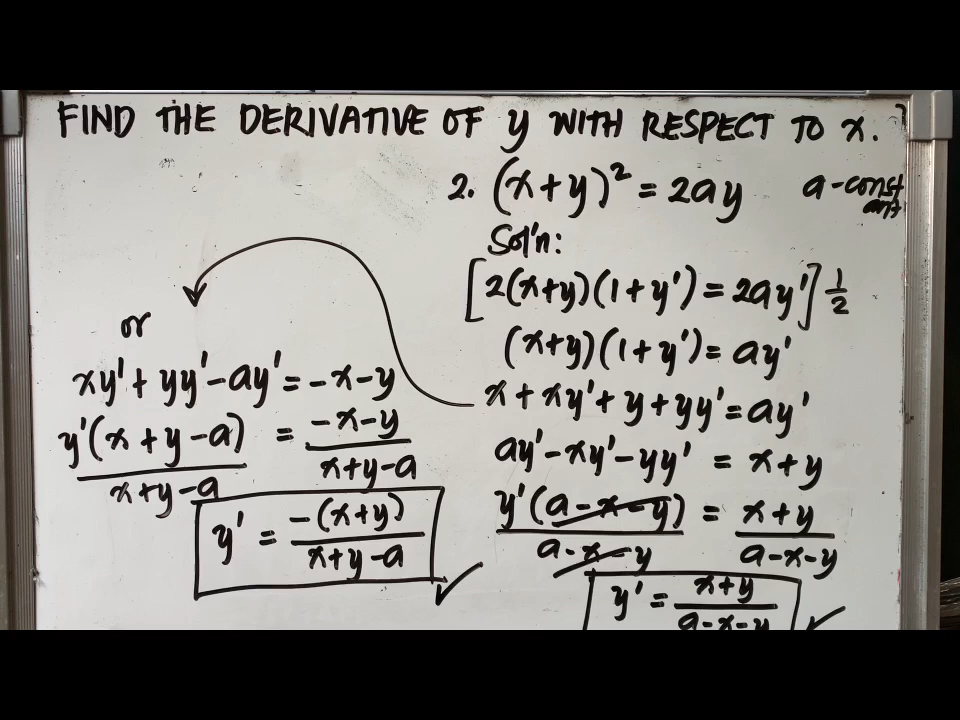 FIND THE DERIVATIVE OF y WITH RESPECT TO x.
2. (x+y)² = 2ay
a - constant
Sol'n:
[2(x+y)(1+y') = 2ay'] 1/2
(x+y)(1+y') = ay'
x + xy' + y + yy' = ay'
ay' - xy' - yy' = x+y
y'(a-x-y) / a-x-y = x+y / a-x-y
y' = x+y / a-x-y
or
xy' + yy' - ay' = -x-y
y'(x+y-a) / x+y-a = -x-y / x+y-a
y' = -(x+y) / x+y-a